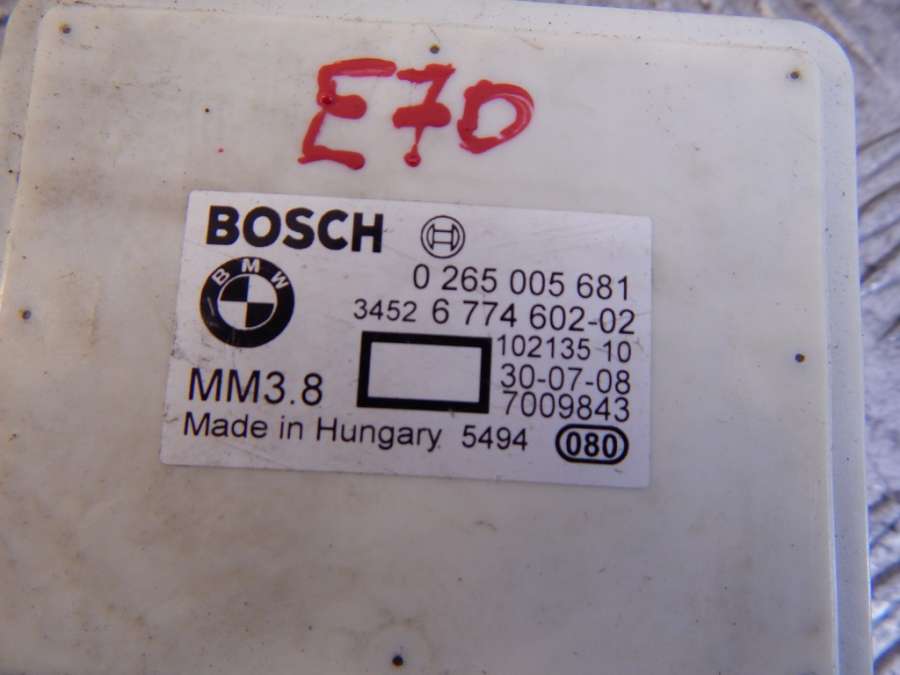 E70
BOSCH
BMW
0 265 005 681
3452 6 774 602-02
102135 10
30-07-08
7009843
MM3.8
Made in Hungary 5494 080